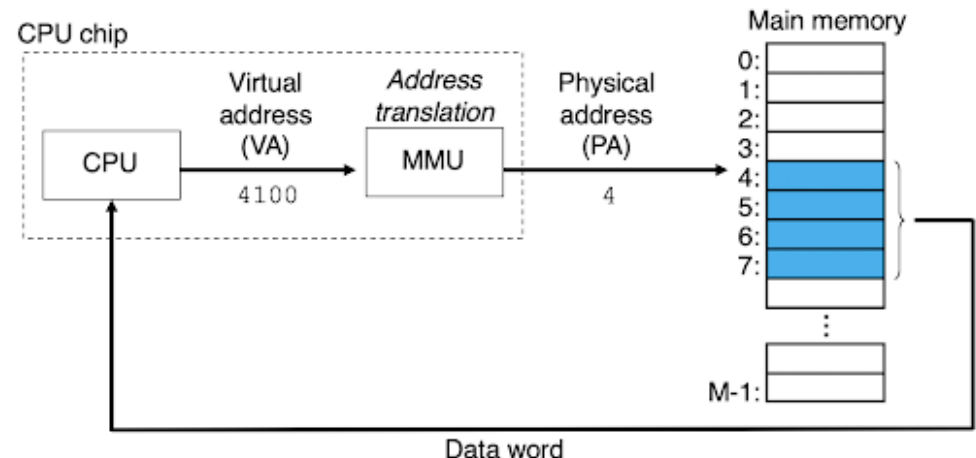 CPU chip
Virtual
address
(VA)
Address
translation
Physical
address
(PA)
Main memory
CPU
MMU
4100
4
0:
1:
2:
3:
4:
5:
6:
7:
⋮
M-1:
Data word